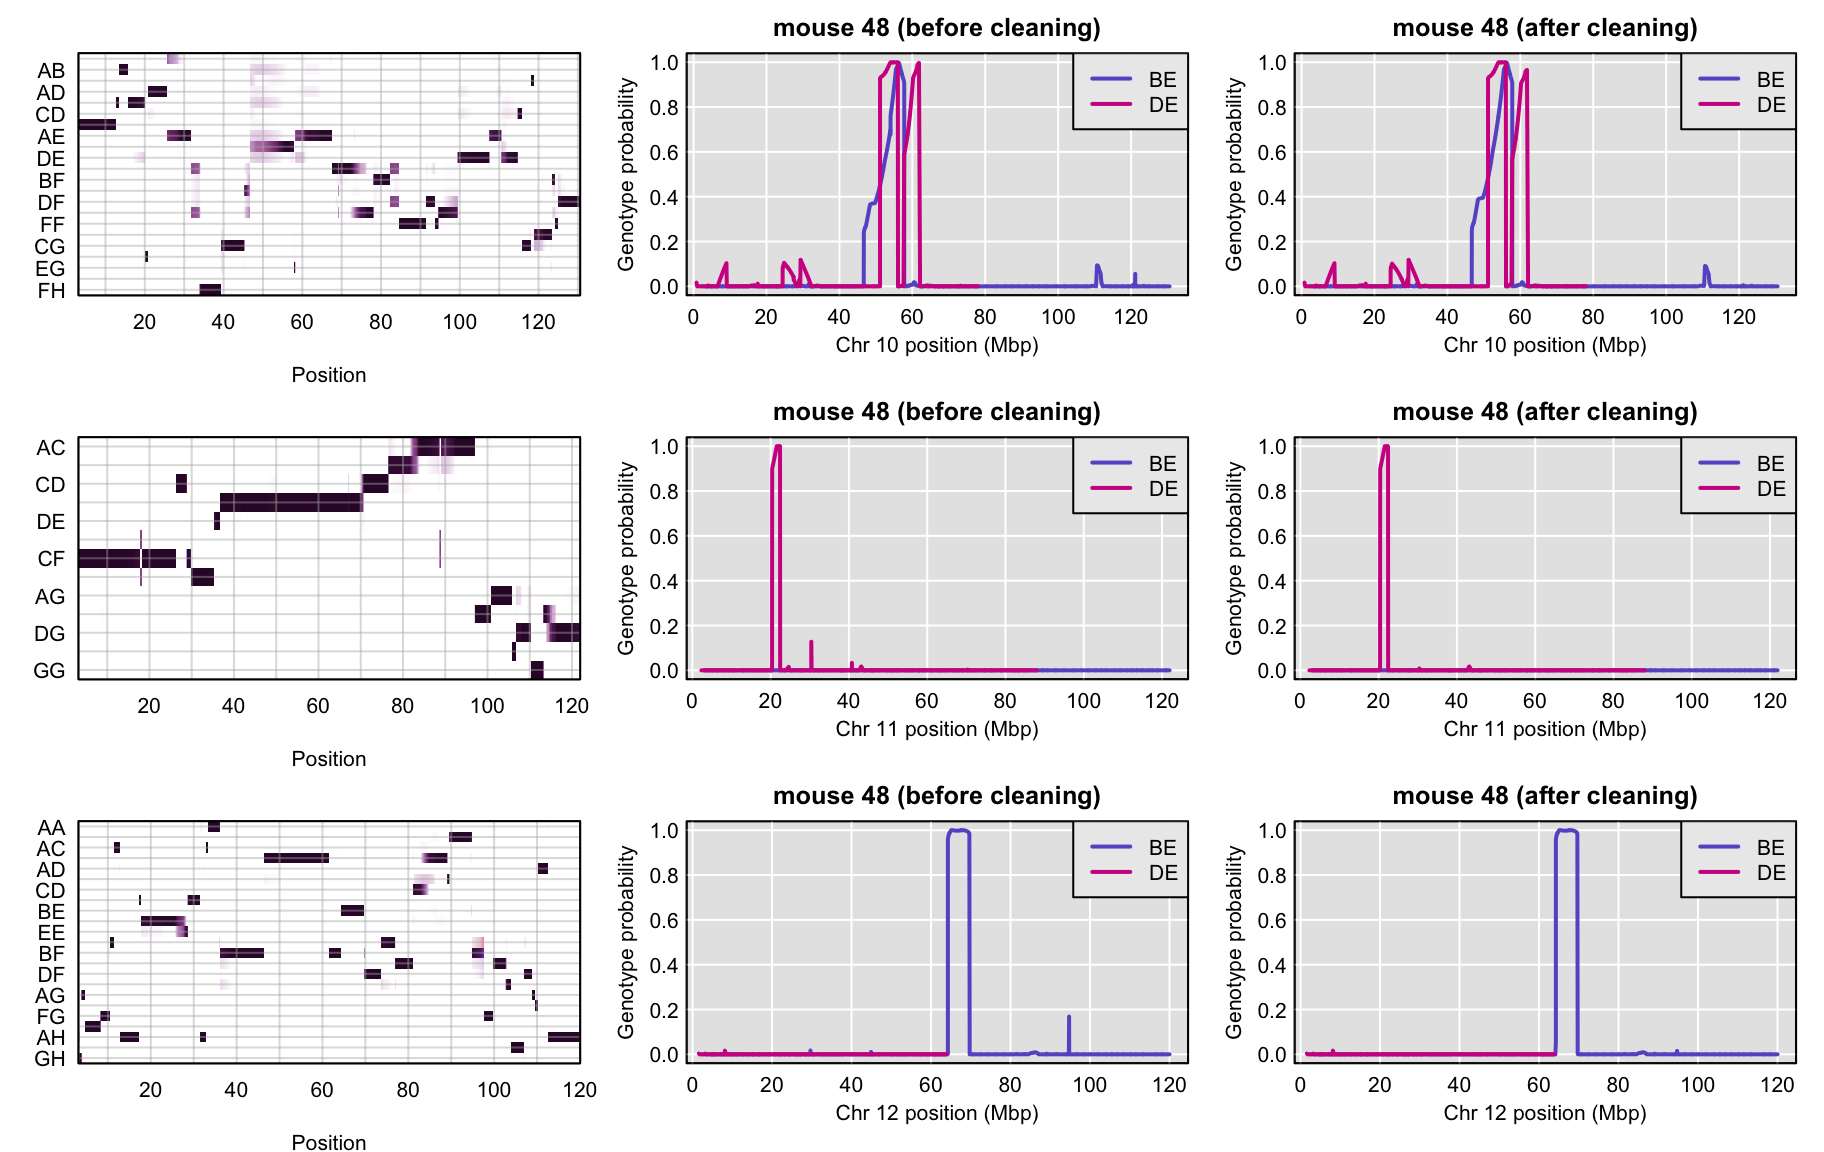 mouse 48 (before cleaning)
mouse 48 (after cleaning)
AB
AD
CD
AE
DE
BF
DF
FF
CG
EG
FH
20 40 60 80 100 120
Position
Genotype probability
1.0
0.8
0.6
0.4
0.2
0.0
BE
DE
0 20 40 60 80 100 120
Chr 10 position (Mbp)
Genotype probability
1.0
0.8
0.6
0.4
0.2
0.0
BE
DE
0 20 40 60 80 100 120
Chr 10 position (Mbp)
mouse 48 (before cleaning)
mouse 48 (after cleaning)
AC
CD
DE
CF
AG
DG
GG
20 40 60 80 100 120
Position
Genotype probability
1.0
0.8
0.6
0.4
0.2
0.0
BE
DE
0 20 40 60 80 100 120
Chr 11 position (Mbp)
Genotype probability
1.0
0.8
0.6
0.4
0.2
0.0
BE
DE
0 20 40 60 80 100 120
Chr 11 position (Mbp)
mouse 48 (before cleaning)
mouse 48 (after cleaning)
AA
AC
AD
CD
BE
EE
BF
DF
AG
FG
AH
GH
20 40 60 80 100 120
Position
Genotype probability
1.0
0.8
0.6
0.4
0.2
0.0
BE
DE
0 20 40 60 80 100 120
Chr 12 position (Mbp)
Genotype probability
1.0
0.8
0.6
0.4
0.2
0.0
BE
DE
0 20 40 60 80 100 120
Chr 12 position (Mbp)